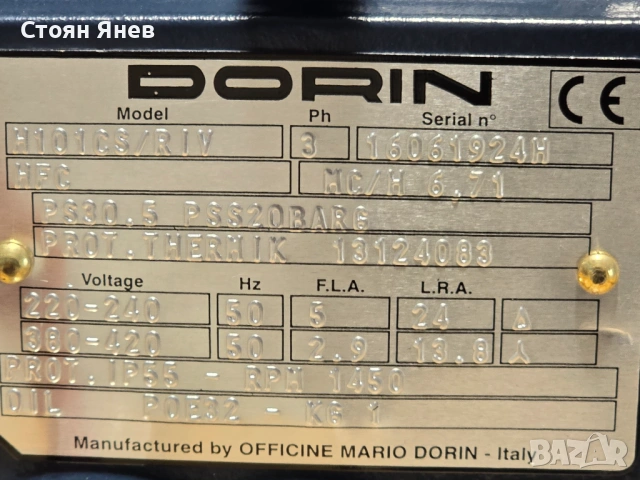 Стоян Янев
DORIN
CE
Model Ph Serial n°
H101CS/RIV 3 16061924H
HFC MC/H 6,71
PS30.5 PSS20BARG
PROT.THERMIK 13124083
Voltage Hz F.L.A. L.R.A.
220-240 50 5 24 Δ
380-420 50 2.9 13.8 Y
PROT.IP55 - RPM 1450
OIL POE32 - KG 1
Manufactured by OFFICINE MARIO DORIN - Italy
BAZAR